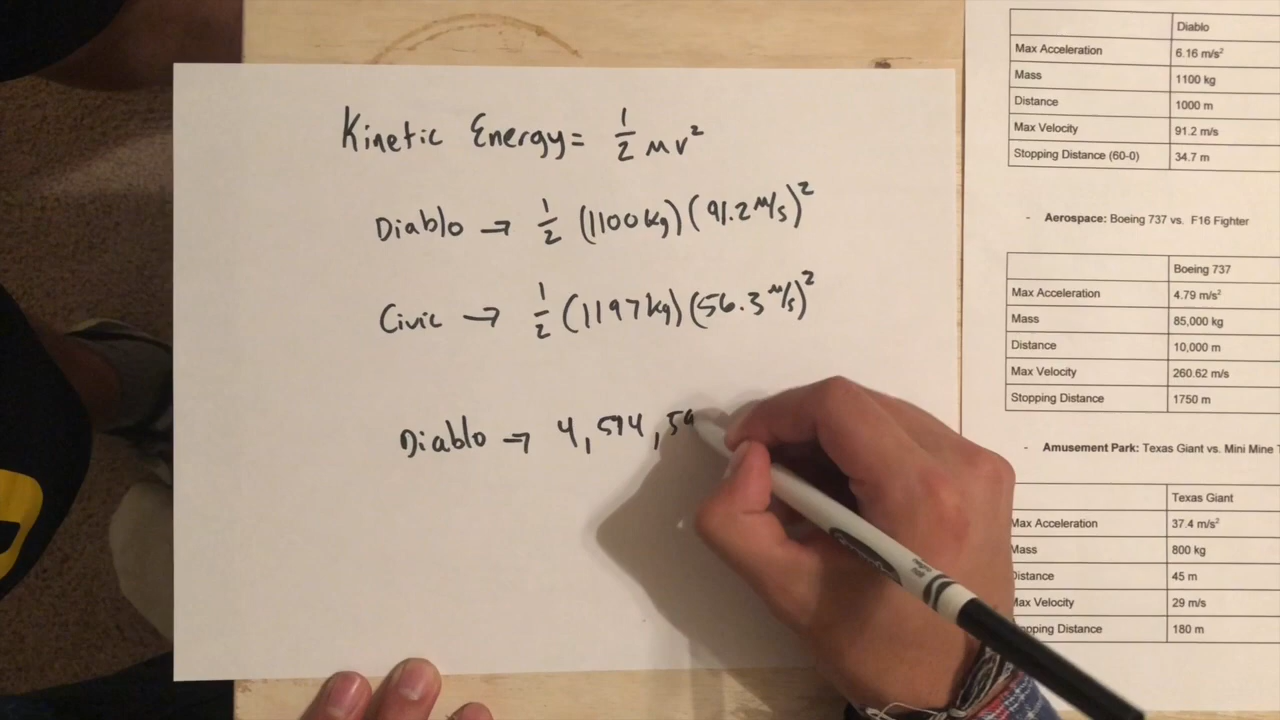 Kinetic Energy = 1/2 mv²
Diablo → 1/2 (1100kg)(91.2 m/s)²
Civic → 1/2 (1197kg)(56.3 m/s)²
Diablo → 4,574,59
Diablo
Max Acceleration 6.16 m/s²
Mass 1100 kg
Distance 1000 m
Max Velocity 91.2 m/s
Stopping Distance (60-0) 34.7 m
- Aerospace: Boeing 737 vs. F16 Fighter
Boeing 737
Max Acceleration 4.79 m/s²
Mass 85,000 kg
Distance 10,000 m
Max Velocity 260.62 m/s
Stopping Distance 1750 m
- Amusement Park: Texas Giant vs. Mini Mine T
Texas Giant
Max Acceleration 37.4 m/s²
Mass 800 kg
Distance 45 m
Max Velocity 29 m/s
opping Distance 180 m